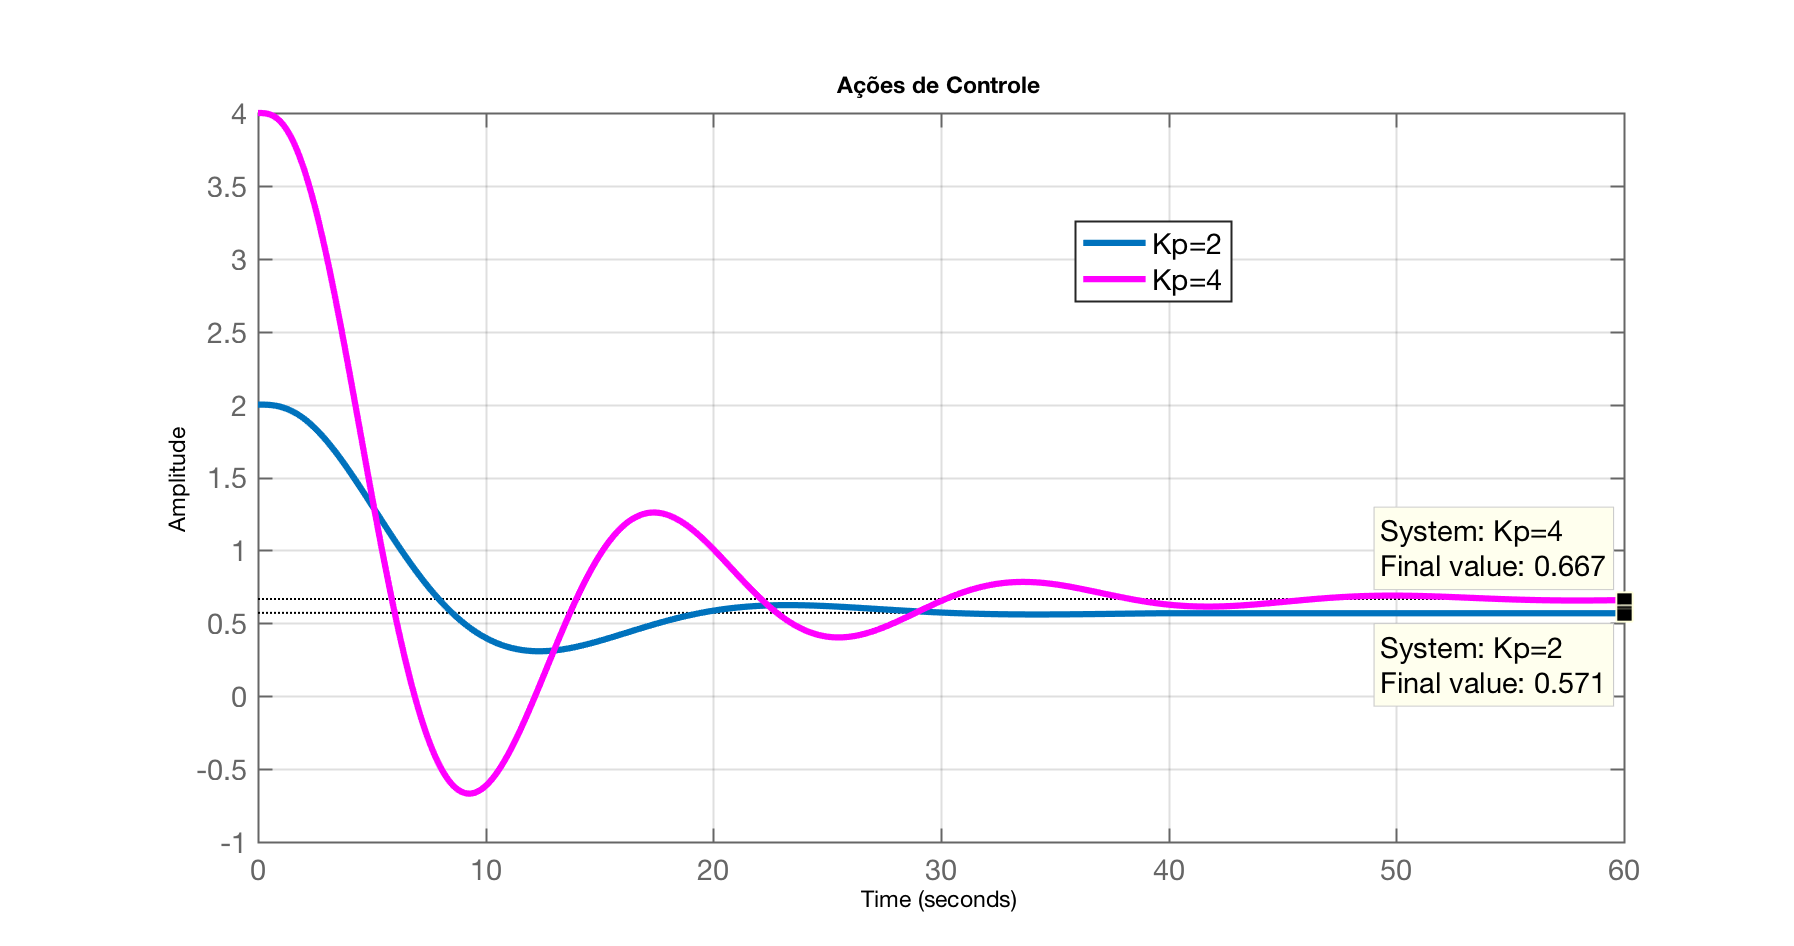 Ações de Controle
4
3.5
3
2.5
2
1.5
1
0.5
0
-0.5
-1
Amplitude
Kp=2
Kp=4
System: Kp=4
Final value: 0.667
System: Kp=2
Final value: 0.571
0 10 20 30 40 50 60
Time (seconds)